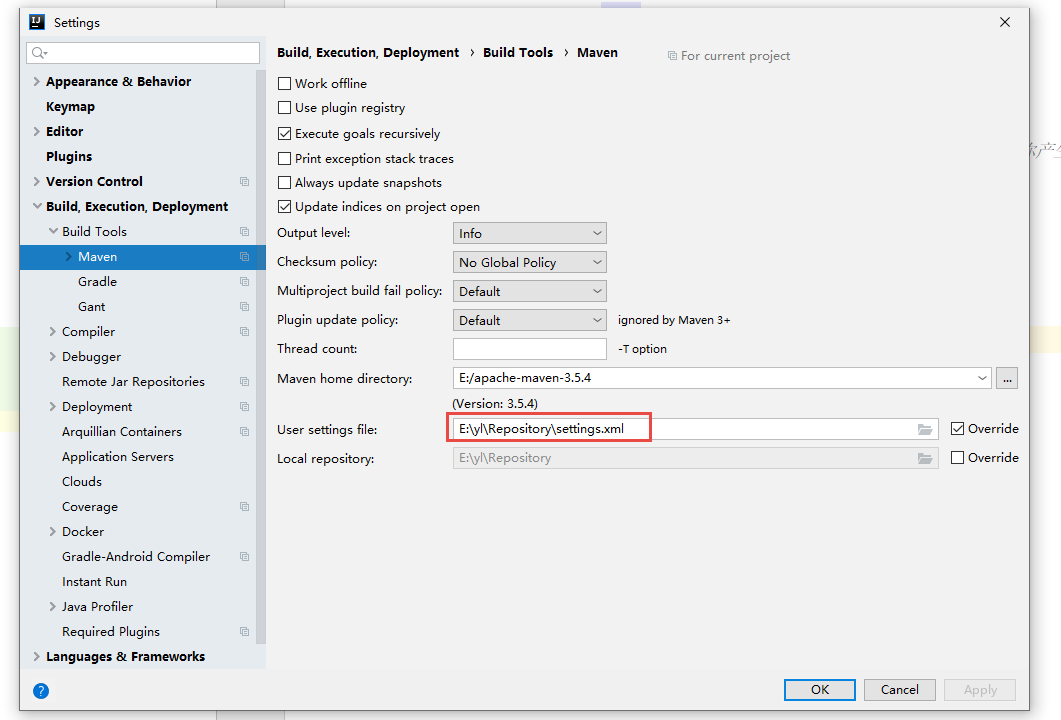 Settings
Build, Execution, Deployment › Build Tools › Maven
For current project
Appearance & Behavior
Keymap
Editor
Plugins
Version Control
Build, Execution, Deployment
Build Tools
Maven
Gradle
Gant
Compiler
Debugger
Remote Jar Repositories
Deployment
Arquillian Containers
Application Servers
Clouds
Coverage
Docker
Gradle-Android Compiler
Instant Run
Java Profiler
Required Plugins
Languages & Frameworks
Work offline
Use plugin registry
Execute goals recursively
Print exception stack traces
Always update snapshots
Update indices on project open
Output level: Info
Checksum policy: No Global Policy
Multiproject build fail policy: Default
Plugin update policy: Default ignored by Maven 3+
Thread count: -T option
Maven home directory: E:/apache-maven-3.5.4 ...
(Version: 3.5.4)
User settings file: E:\yl\Repository\settings.xml Override
Local repository: E:\yl\Repository Override
? OK Cancel Apply